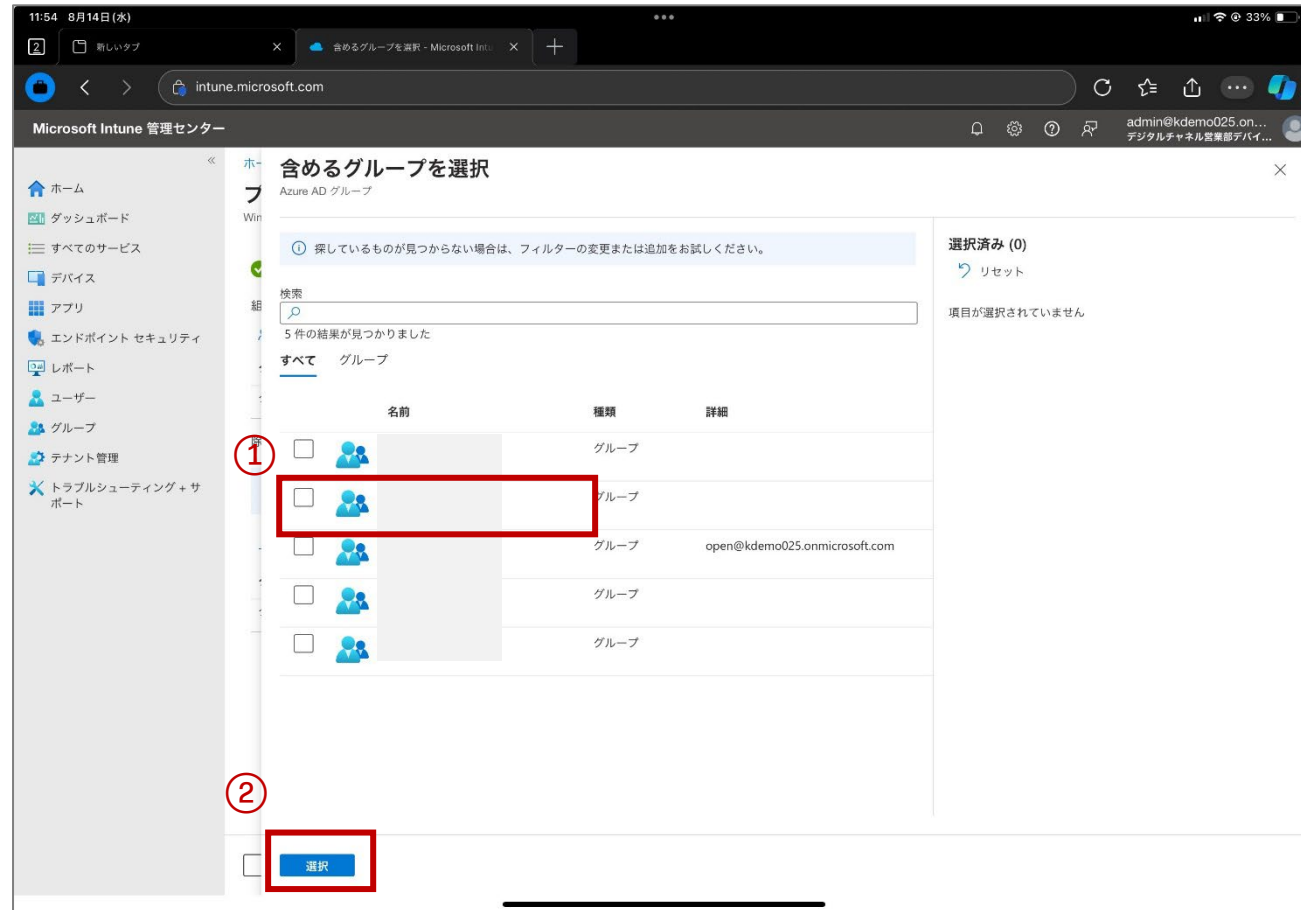 11:54 8月14日(水)
33%
2
新しいタブ
含めるグループを選択 - Microsoft Intu
intune.microsoft.com
Microsoft Intune 管理センター
admin@kdemo025.on...
デジタルチャネル営業部デバイ...
ホーム
ダッシュボード
すべてのサービス
デバイス
アプリ
エンドポイント セキュリティ
レポート
ユーザー
グループ
テナント管理
トラブルシューティング + サ
ポート
ホー
プ
Win
組
除
含めるグループを選択
Azure AD グループ
探しているものが見つからない場合は、フィルターの変更または追加をお試しください。
検索
5 件の結果が見つかりました
すべて グループ
名前 種類 詳細
①
グループ
グループ
グループ open@kdemo025.onmicrosoft.com
グループ
グループ
②
選択
選択済み (0)
リセット
項目が選択されていません